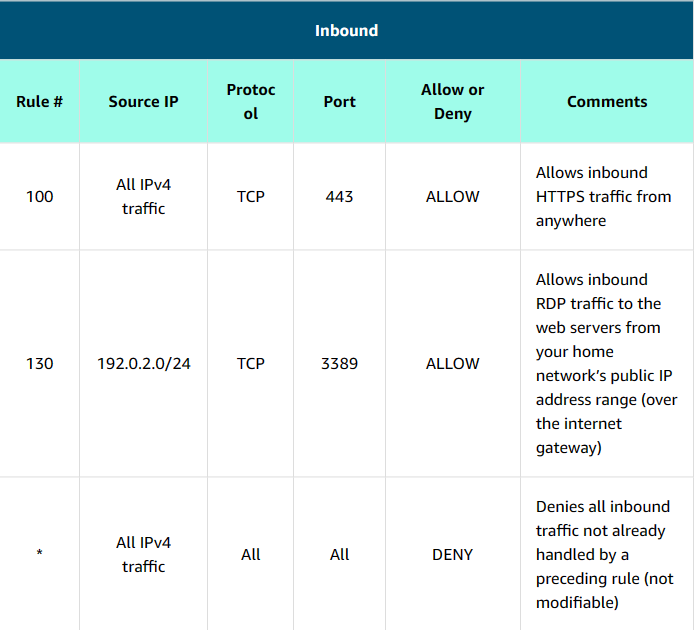 Inbound
Rule #
Source IP
Protoc
ol
Port
Allow or
Deny
Comments
100
All IPv4
traffic
TCP
443
ALLOW
Allows inbound
HTTPS traffic from
anywhere
130
192.0.2.0/24
TCP
3389
ALLOW
Allows inbound
RDP traffic to the
web servers from
your home
network’s public IP
address range (over
the internet
gateway)
*
All IPv4
traffic
All
All
DENY
Denies all inbound
traffic not already
handled by a
preceding rule (not
modifiable)